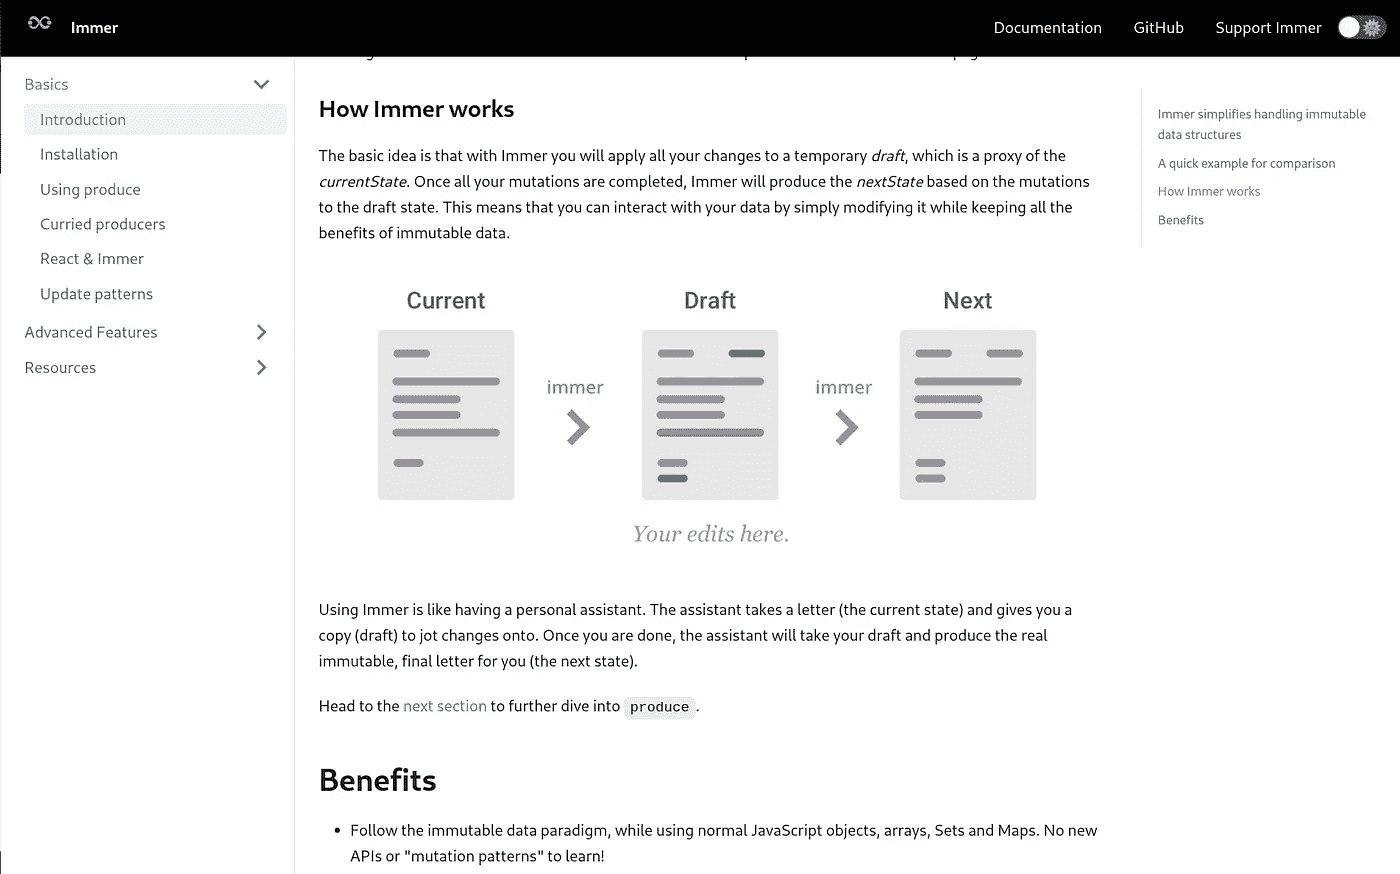 Immer
Documentation
GitHub
Support Immer
Basics
Introduction
Installation
Using produce
Curried producers
React & Immer
Update patterns
Advanced Features
Resources
How Immer works
The basic idea is that with Immer you will apply all your changes to a temporary draft, which is a proxy of the
currentState. Once all your mutations are completed, Immer will produce the nextState based on the mutations
to the draft state. This means that you can interact with your data by simply modifying it while keeping all the
benefits of immutable data.
Current
Draft
Next
immer
immer
Your edits here.
Using Immer is like having a personal assistant. The assistant takes a letter (the current state) and gives you a
copy (draft) to jot changes onto. Once you are done, the assistant will take your draft and produce the real
immutable, final letter for you (the next state).
Head to the next section to further dive into produce.
Benefits
• Follow the immutable data paradigm, while using normal JavaScript objects, arrays, Sets and Maps. No new
APIs or "mutation patterns" to learn!
Immer simplifies handling immutable
data structures
A quick example for comparison
How Immer works
Benefits